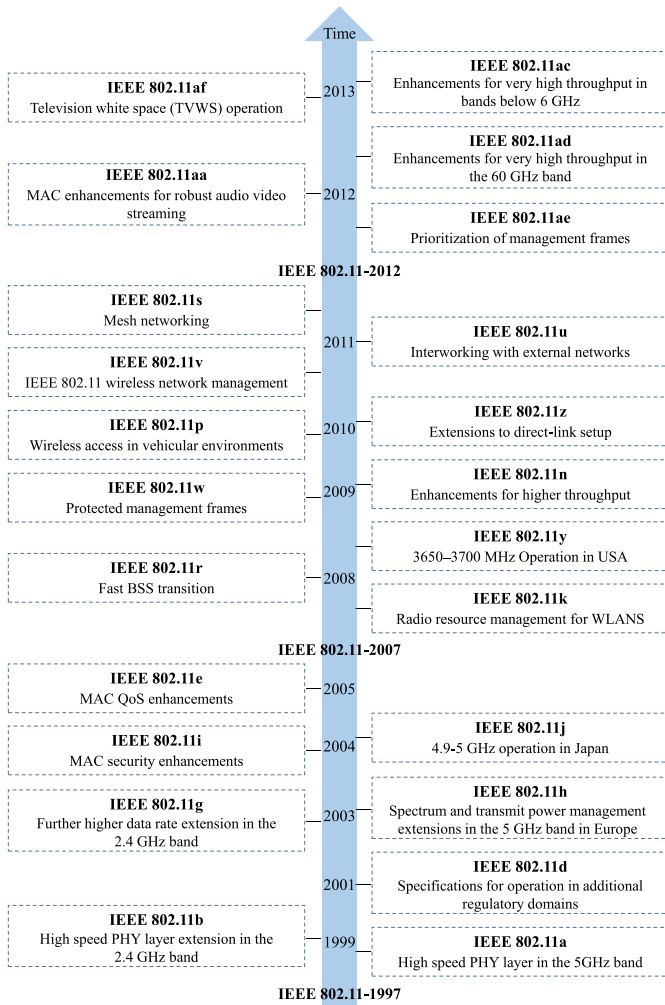 Time
IEEE 802.11ac
Enhancements for very high throughput in
bands below 6 GHz
2013
IEEE 802.11af
Television white space (TVWS) operation
IEEE 802.11ad
Enhancements for very high throughput in
the 60 GHz band
IEEE 802.11aa
MAC enhancements for robust audio video
streaming
2012
IEEE 802.11ae
Prioritization of management frames
IEEE 802.11-2012
IEEE 802.11s
Mesh networking
2011
IEEE 802.11u
Interworking with external networks
IEEE 802.11v
IEEE 802.11 wireless network management
IEEE 802.11z
Extensions to direct-link setup
IEEE 802.11p
Wireless access in vehicular environments
2010
IEEE 802.11n
Enhancements for higher throughput
IEEE 802.11w
Protected management frames
2009
IEEE 802.11y
3650–3700 MHz Operation in USA
IEEE 802.11r
Fast BSS transition
2008
IEEE 802.11k
Radio resource management for WLANS
IEEE 802.11-2007
IEEE 802.11e
MAC QoS enhancements
2005
IEEE 802.11j
4.9-5 GHz operation in Japan
IEEE 802.11i
MAC security enhancements
2004
IEEE 802.11h
Spectrum and transmit power management
extensions in the 5 GHz band in Europe
IEEE 802.11g
Further higher data rate extension in the
2.4 GHz band
2003
IEEE 802.11d
Specifications for operation in additional
regulatory domains
2001
IEEE 802.11b
High speed PHY layer extension in the
2.4 GHz band
1999
IEEE 802.11a
High speed PHY layer in the 5GHz band
IEEE 802.11-1997